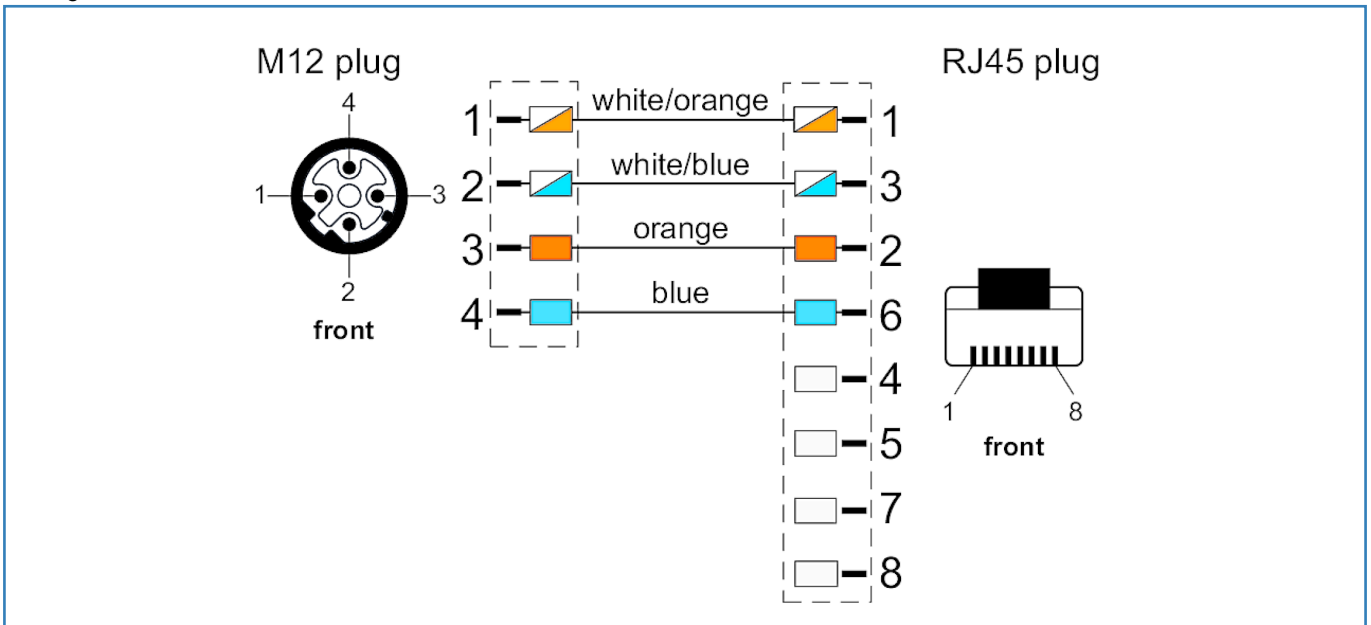 M12 plug
RJ45 plug
4
1
3
2
front
1 white/orange 1
2 white/blue 3
3 orange 2
4 blue 6
4
5
7
8
1 8
front